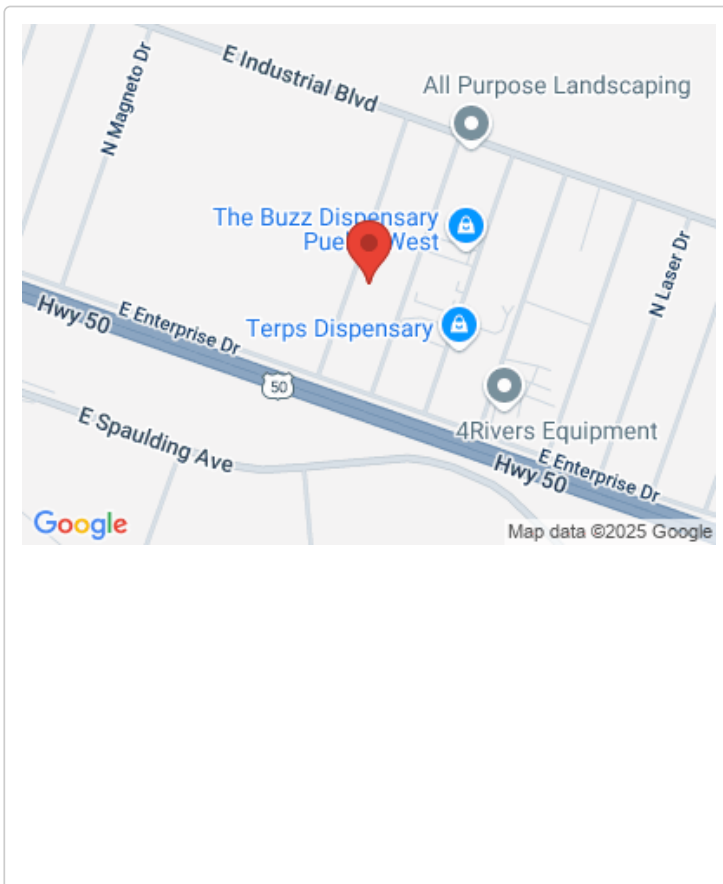 E Industrial Blvd
All Purpose Landscaping
N Magneto Dr
The Buzz Dispensary
West
N Laser Dr
Hwy 50
E Enterprise Dr
Terps Dispensary
50
4Rivers Equipment
E Spaulding Ave
Hwy 50
E Enterprise Dr
Google
Map data ©2025 Google